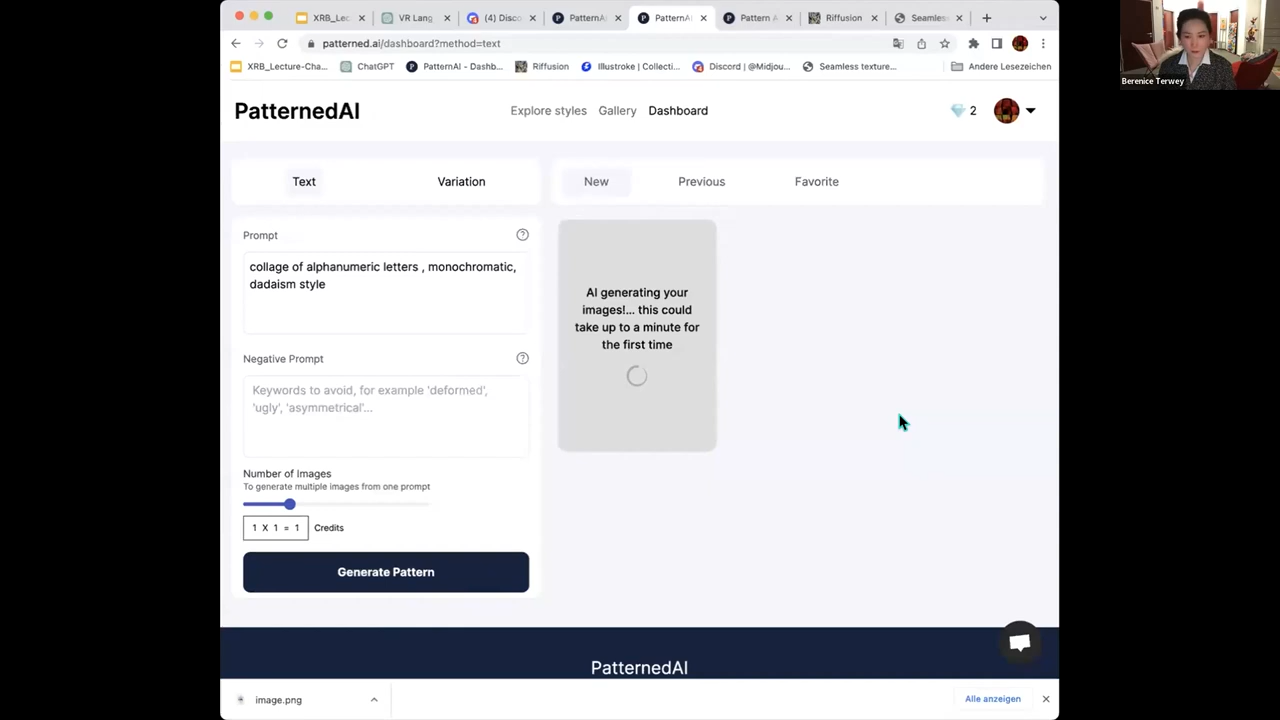 XRB_Lec
VR Lang
(4) Disco
PatternA
PatternAI
Pattern A
Riffusion
Seamless
patterned.ai/dashboard?method=text
XRB_Lecture-Cha...
ChatGPT
PatternAI - Dashb...
Riffusion
Illustroke | Collecti...
Discord | @Midjou...
Seamless texture...
Andere Lesezeichen
Berenice Terwey
PatternedAI
Explore styles
Gallery
Dashboard
2
Text
Variation
New
Previous
Favorite
Prompt
?
collage of alphanumeric letters , monochromatic,
dadaism style
AI generating your
images!... this could
take up to a minute for
the first time
Negative Prompt
?
Keywords to avoid, for example 'deformed',
'ugly', 'asymmetrical'...
Number of Images
To generate multiple images from one prompt
1 X 1 = 1
Credits
Generate Pattern
PatternedAI
image.png
Alle anzeigen